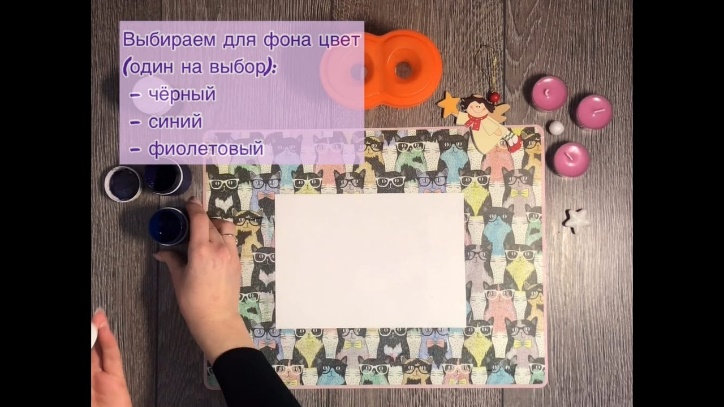 Выбираем для фона цвет
(один на выбор):
- чёрный
- синий
- фиолетовый